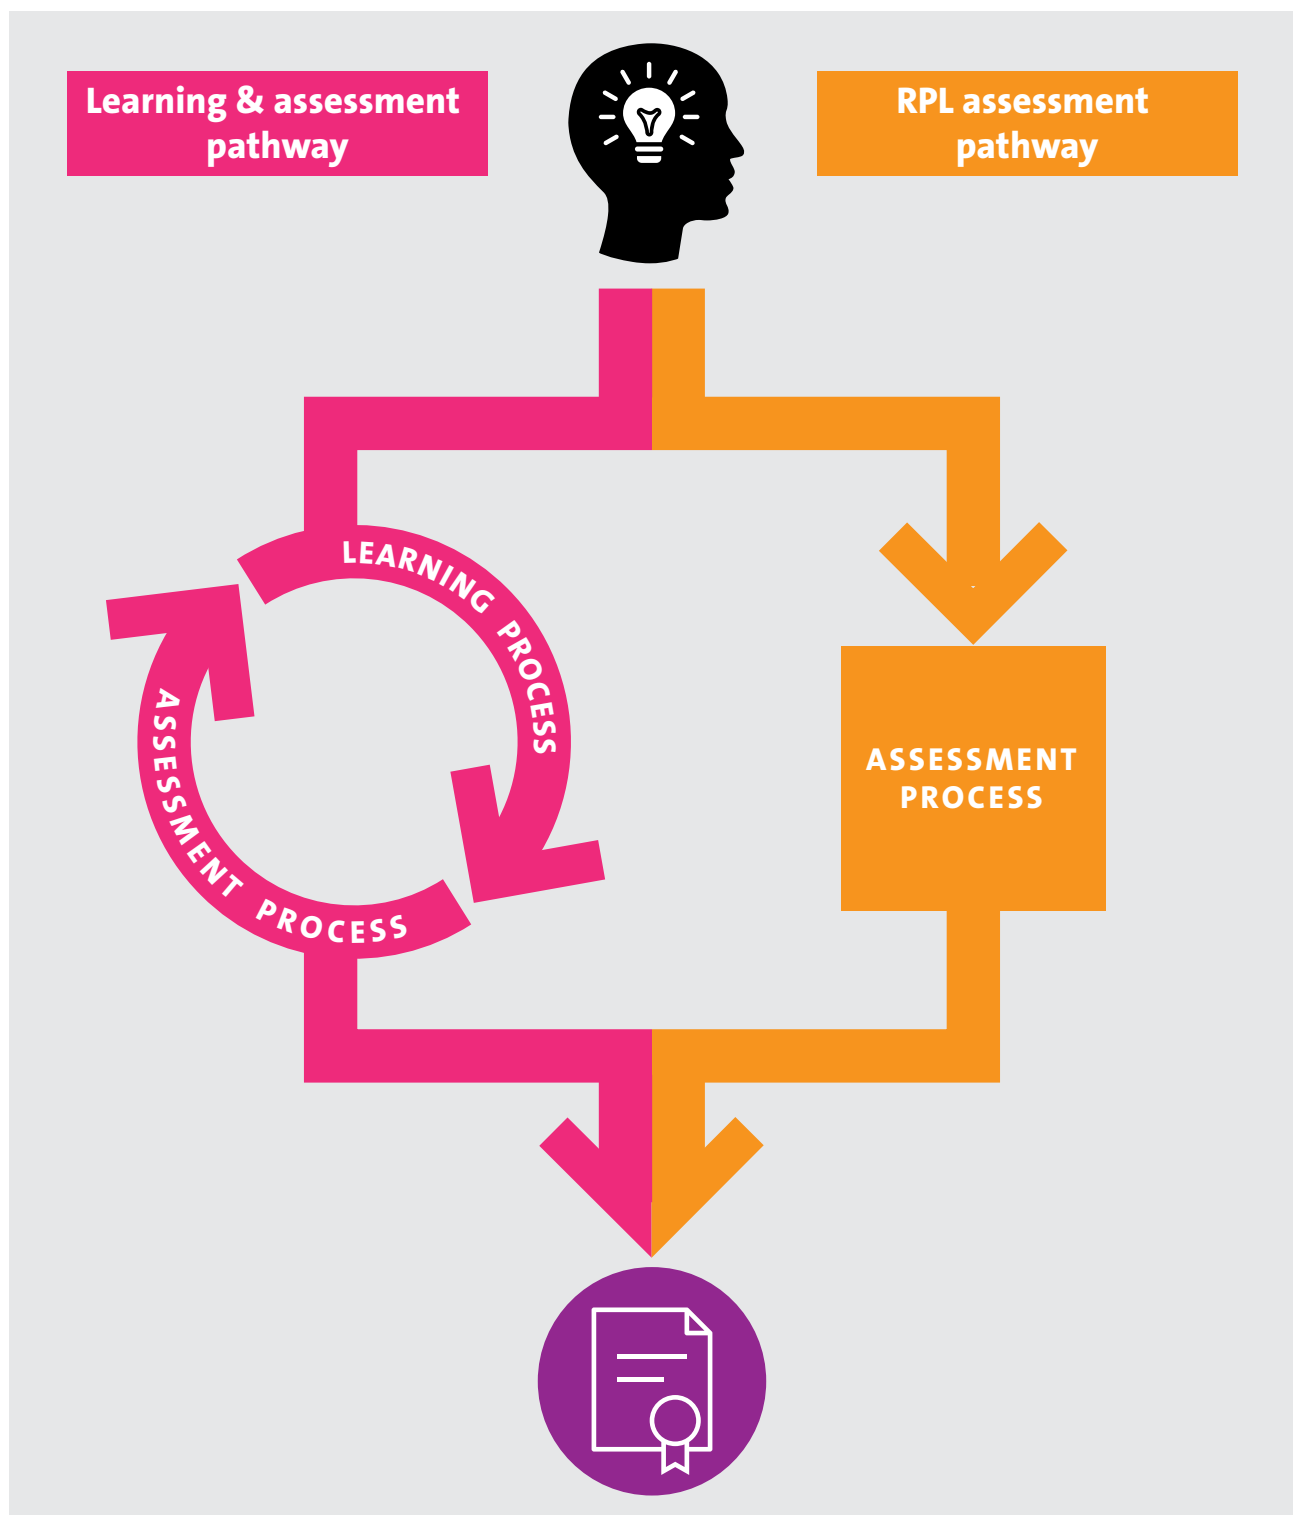 Learning & assessment
pathway
RPL assessment
pathway
LEARNING PROCESS
ASSESSMENT PROCESS
ASSESSMENT
PROCESS